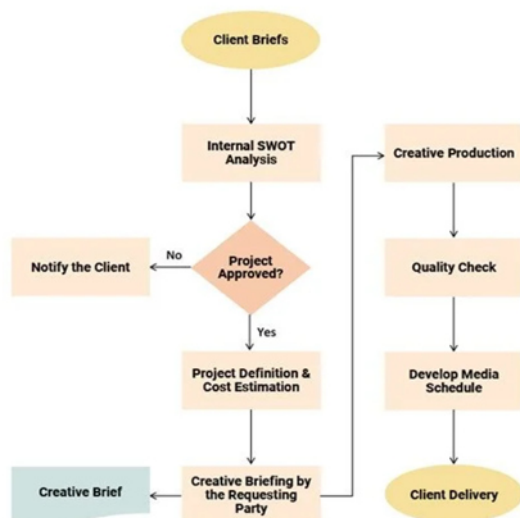 Client Briefs
Internal SWOT
Analysis
Project
Approved?
No
Notify the Client
Yes
Project Definition &
Cost Estimation
Creative Briefing by
the Requesting
Party
Creative Brief
Creative Production
Quality Check
Develop Media
Schedule
Client Delivery